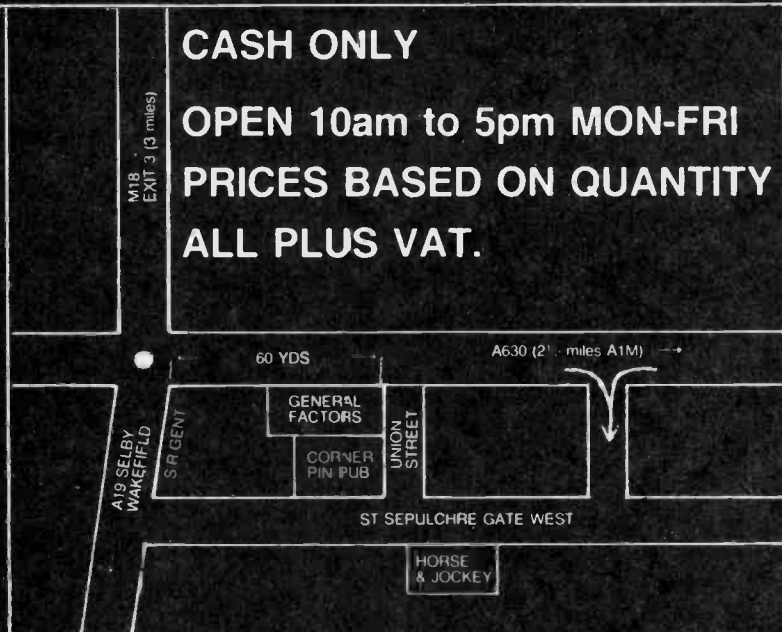 CASH ONLY
OPEN 10am to 5pm MON-FRI
PRICES BASED ON QUANTITY
ALL PLUS VAT.
M18
EXIT 3 (3 miles)
60 YDS
A630 (2½ miles A1M)
GENERAL
FACTORS
CORNER
PIN PUB
UNION
STREET
S.R GENT
A19 SELBY
WAKEFIELD
ST SEPULCHRE GATE WEST
HORSE
& JOCKEY